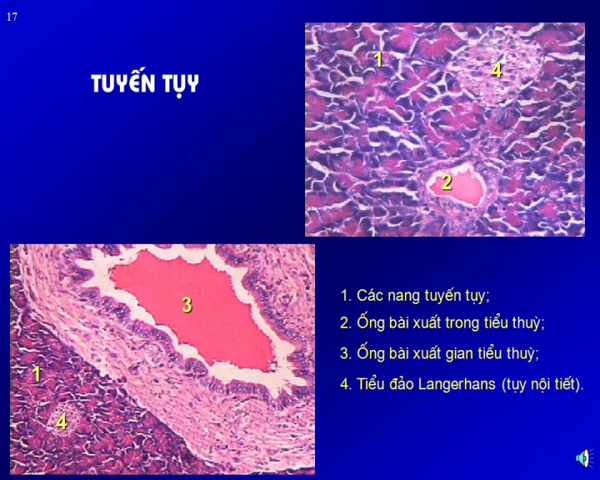 17
TUYẾN TỤY
1
4
2
3
1
4
1. Các nang tuyến tụy;
2. Ống bài xuất trong tiểu thuỳ;
3. Ống bài xuất gian tiểu thuỳ;
4. Tiểu đảo Langerhans (tụy nội tiết).